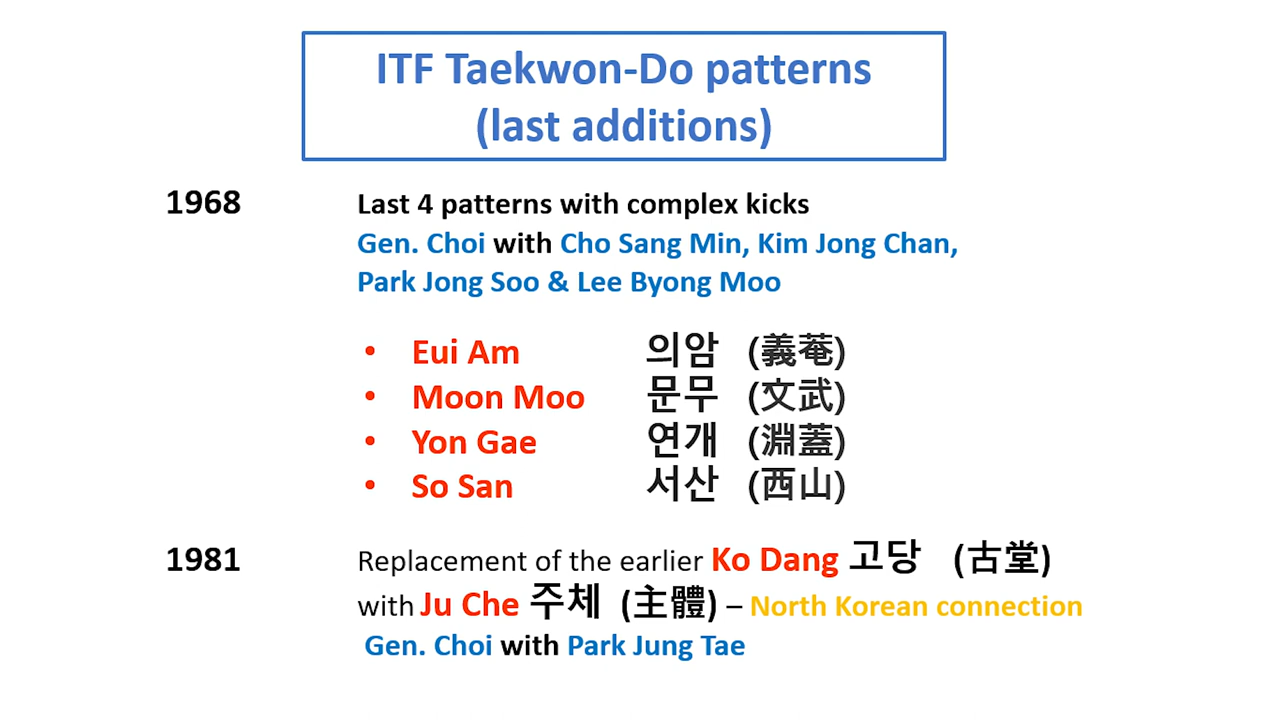 ITF Taekwon-Do patterns
(last additions)
1968 Last 4 patterns with complex kicks
Gen. Choi with Cho Sang Min, Kim Jong Chan,
Park Jong Soo & Lee Byong Moo
• Eui Am 의암 (義菴)
• Moon Moo 문무 (文武)
• Yon Gae 연개 (淵蓋)
• So San 서산 (西山)
1981 Replacement of the earlier Ko Dang 고당 (古堂)
with Ju Che 주체 (主體) – North Korean connection
Gen. Choi with Park Jung Tae